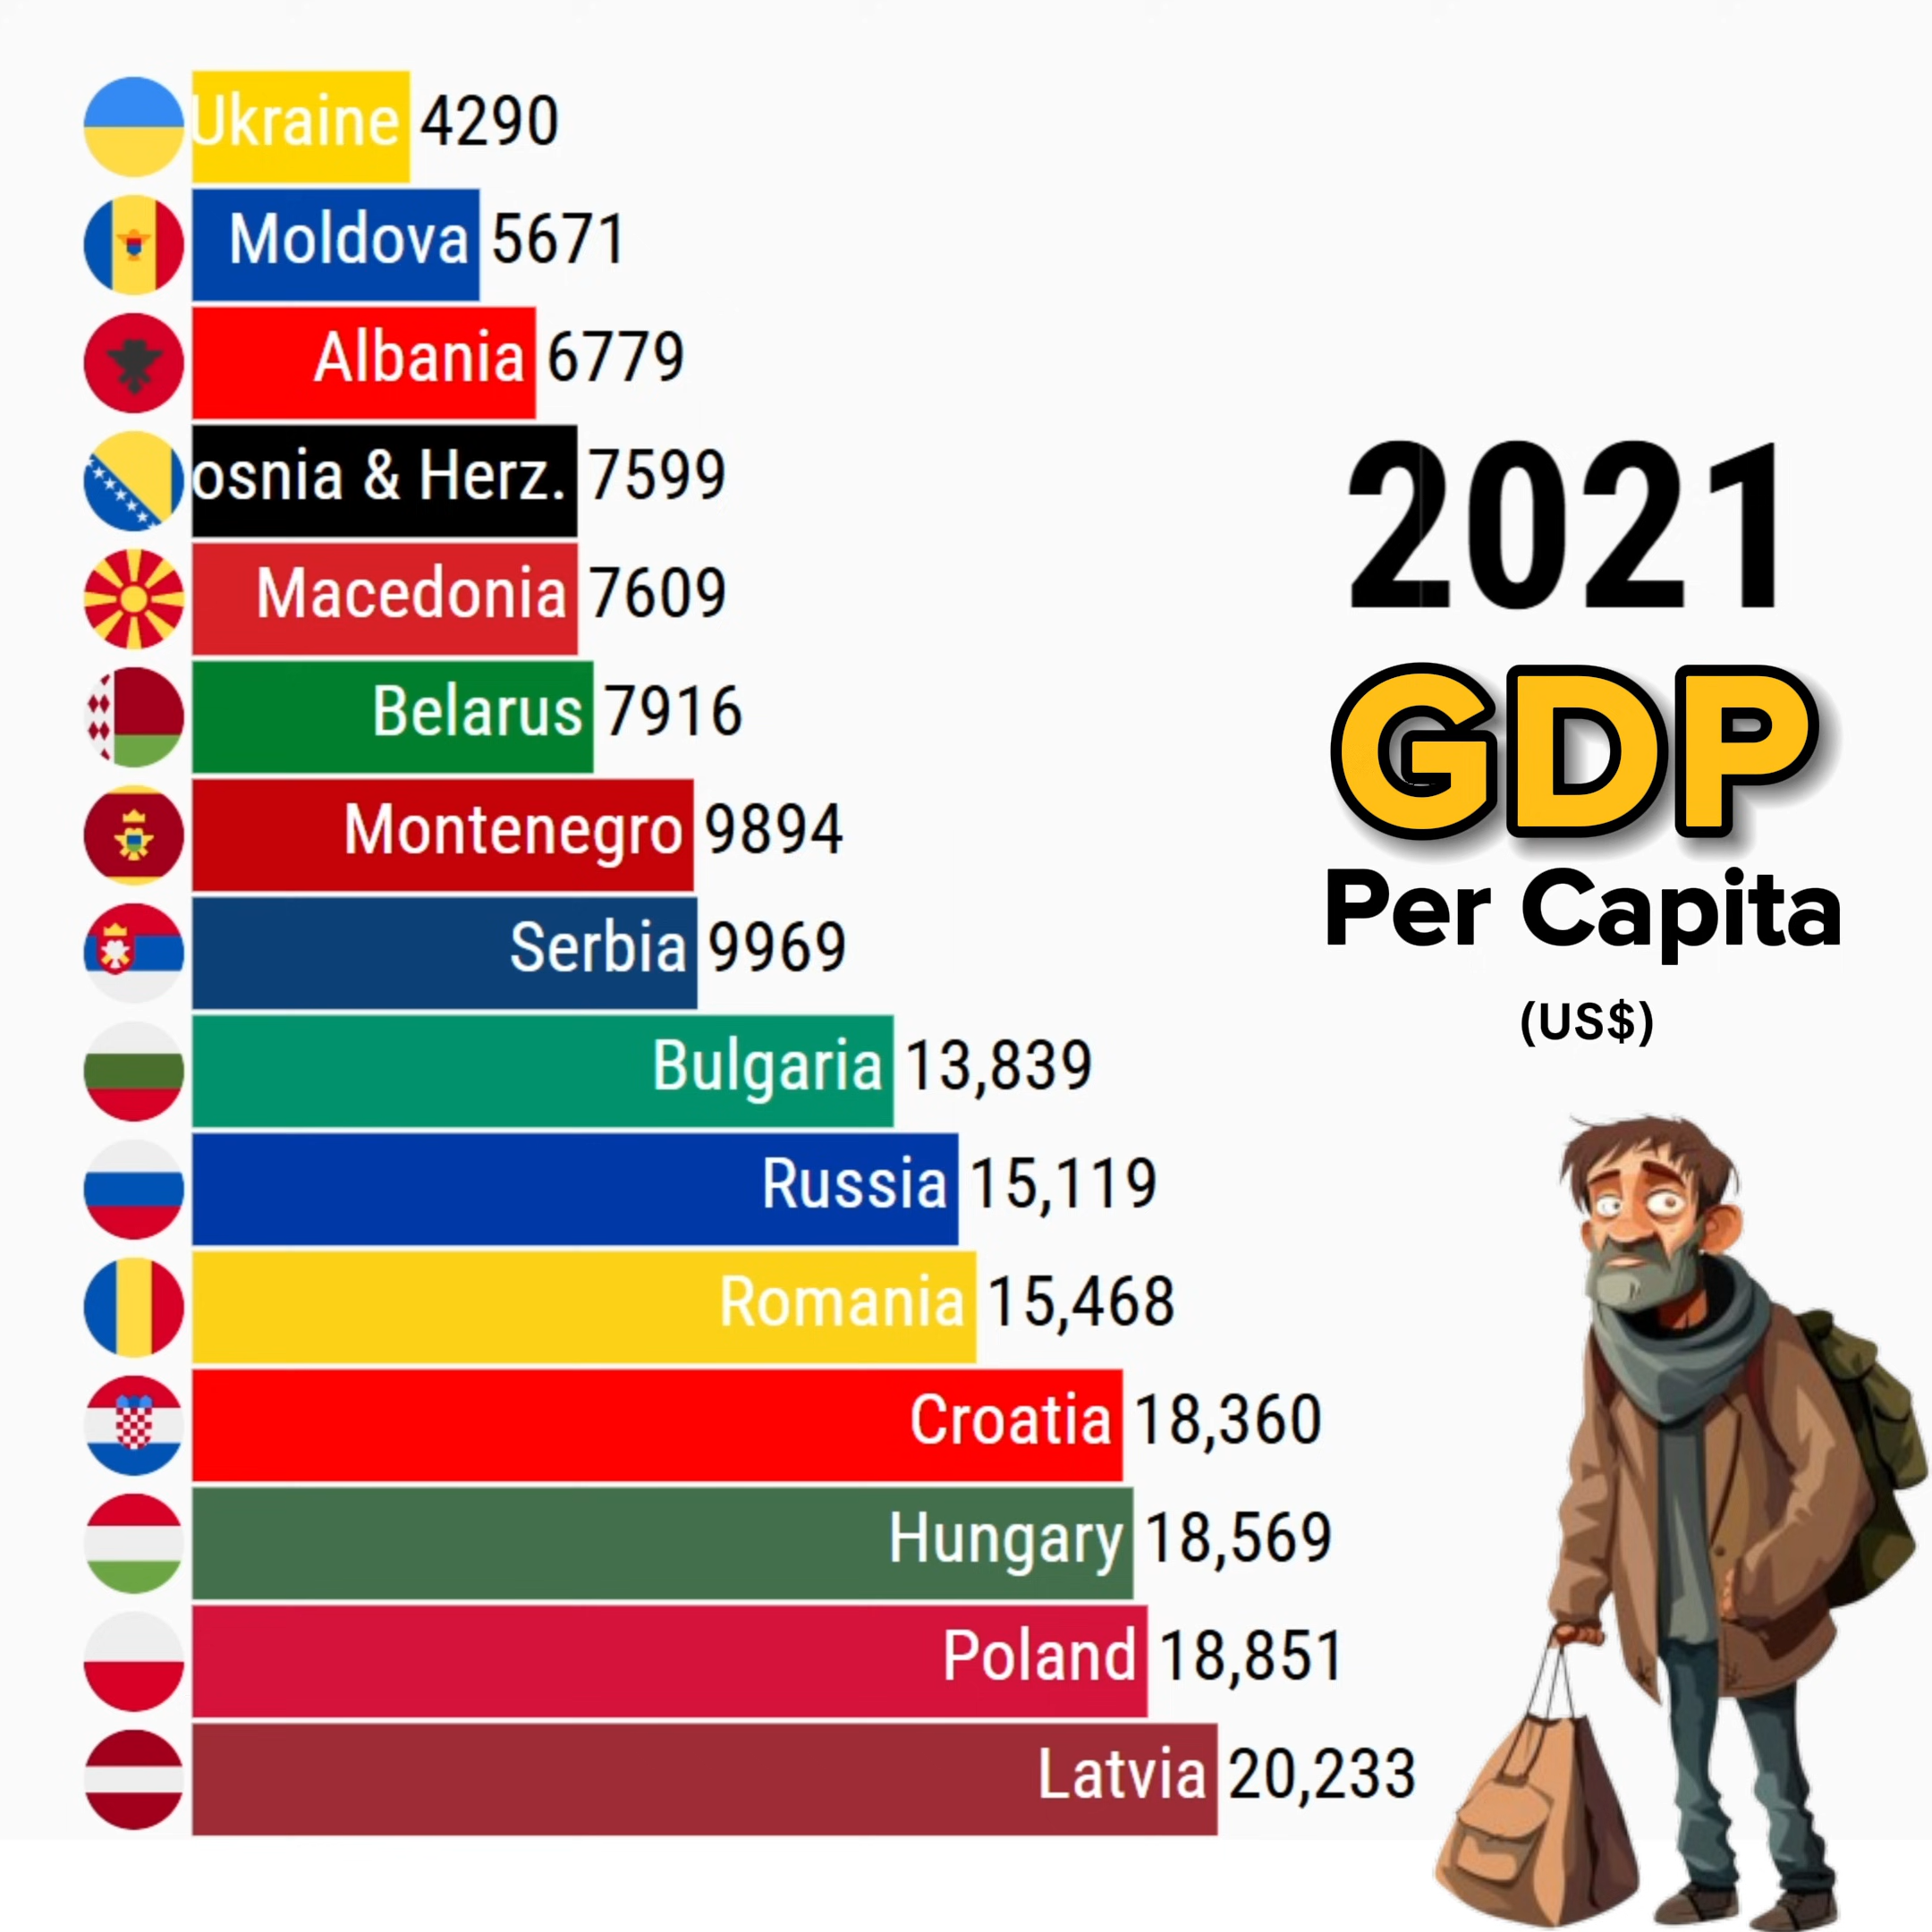 Ukraine 4290
Moldova 5671
Albania 6779
osnia & Herz. 7599
Macedonia 7609
Belarus 7916
Montenegro 9894
Serbia 9969
Bulgaria 13,839
Russia 15,119
Romania 15,468
Croatia 18,360
Hungary 18,569
Poland 18,851
Latvia 20,233
2021
GDP
Per Capita
(US$)